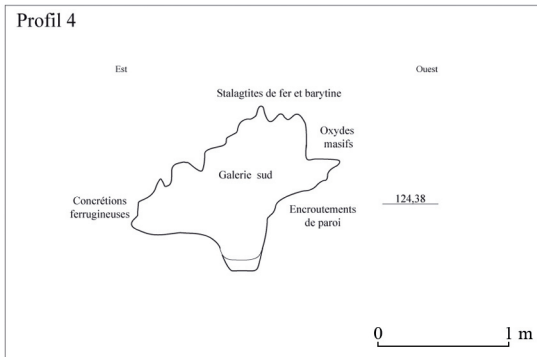 Profil 4
Est
Ouest
Stalagtites de fer et barytine
Oxydes
masifs
Galerie sud
Concrétions
ferrugineuses
124,38
Encroutements
de paroi
0
1 m